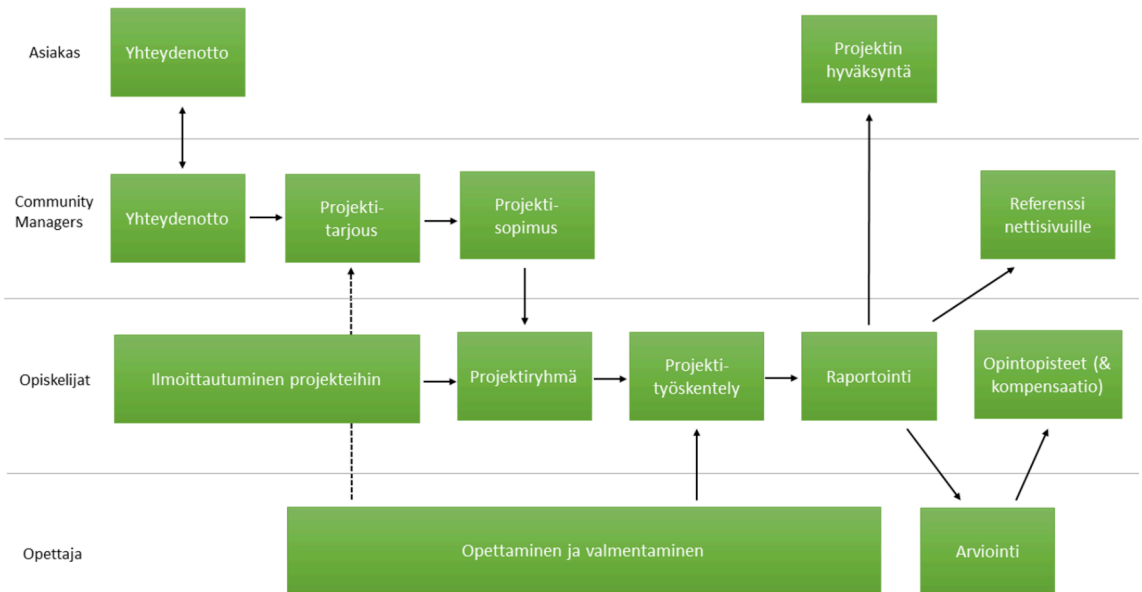 Asiakas
Yhteydenotto
Projektin
hyväksyntä
Community
Managers
Yhteydenotto
Projekti-
tarjous
Projekti-
sopimus
Referenssi
nettisivuille
Opiskelijat
Ilmoittautuminen projekteihin
Projektiryhmä
Projekti-
työskentely
Raportointi
Opintopisteet (&
kompensaatio)
Opettaja
Opettaminen ja valmentaminen
Arviointi